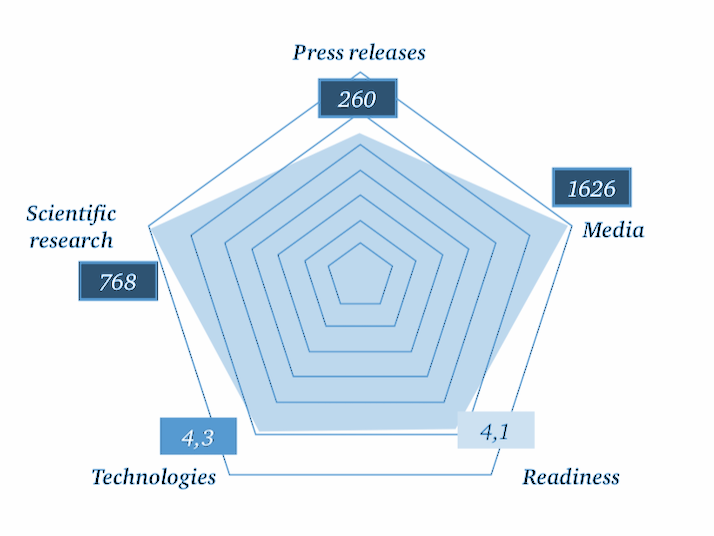 Press releases
260
1626
Media
Scientific
research
768
4,3
Technologies
4,1
Readiness